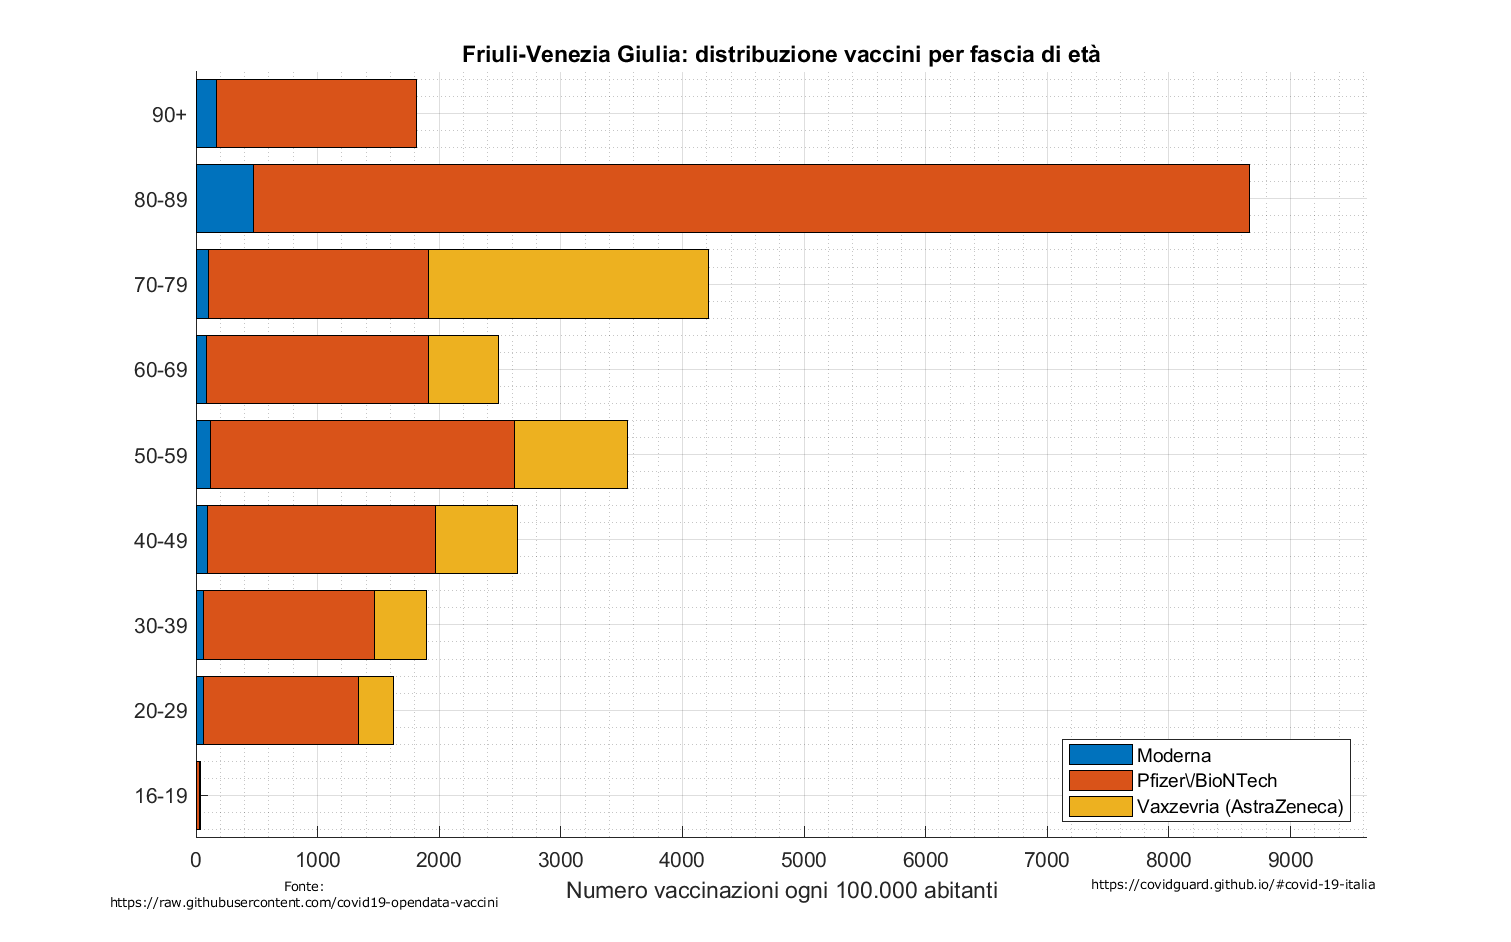 Friuli-Venezia Giulia: distribuzione vaccini per fascia di età
90+
80-89
70-79
60-69
50-59
40-49
30-39
20-29
16-19
Moderna
Pfizer\/BioNTech
Vaxzevria (AstraZeneca)
0 1000 2000 3000 4000 5000 6000 7000 8000 9000
Numero vaccinazioni ogni 100.000 abitanti
Fonte:
https://raw.githubusercontent.com/covid19-opendata-vaccini
https://covidguard.github.io/#covid-19-italia